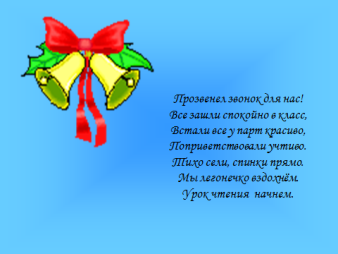 Прозвенел звонок для нас!
Все зашли спокойно в класс,
Встали все у парт красиво,
Поприветствовали учтиво.
Тихо сели, спинки прямо.
Мы легонечко вздохнём.
Урок чтения начнем.